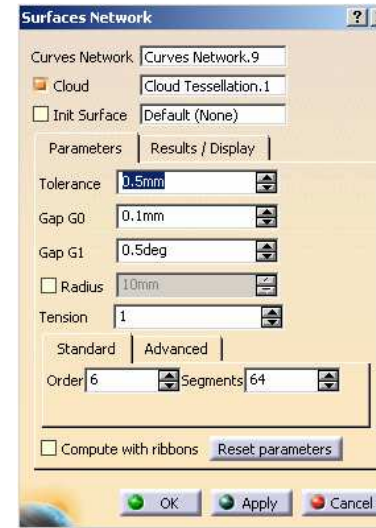 Surfaces Network ?
Curves Network Curves Network.9
Cloud Cloud Tessellation.1
Init Surface Default (None)
Parameters Results / Display
Tolerance 0.5mm
Gap G0 0.1mm
Gap G1 0.5deg
Radius 10mm
Tension 1
Standard Advanced
Order 6 Segments 64
Compute with ribbons Reset parameters
OK Apply Cancel